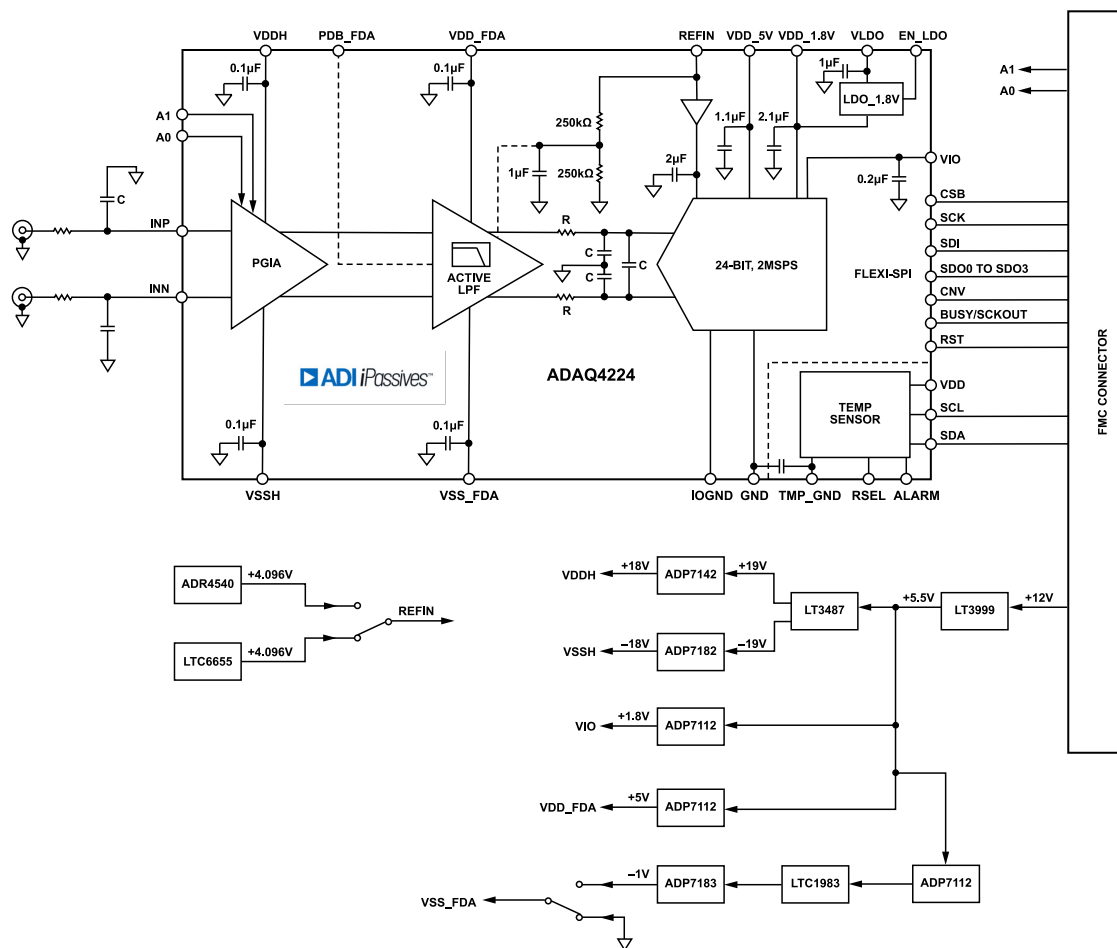 VDDH
PDB_FDA
VDD_FDA
REFIN
VDD_5V
VDD_1.8V
VLDO
EN_LDO
0.1µF
0.1µF
1µF
LDO_1.8V
A1
A0
A1
A0
250kΩ
1.1µF
2.1µF
1µF
250kΩ
2µF
VIO
0.2µF
C
CSB
SCK
INP
R
SDI
PGIA
ACTIVE
LPF
C
C
C
24-BIT, 2MSPS
FLEXI-SPI
SDO0 TO SDO3
INN
CNV
R
BUSY/SCKOUT
RST
ADI iPassives™
ADAQ4224
VDD
TEMP
SENSOR
SCL
SDA
FMC CONNECTOR
0.1µF
0.1µF
VSSH
VSS_FDA
IOGND
GND
TMP_GND
RSEL
ALARM
ADR4540
+4.096V
REFIN
LTC6655
+4.096V
VDDH
+18V
ADP7142
+19V
LT3487
+5.5V
LT3999
+12V
VSSH
–18V
ADP7182
–19V
VIO
+1.8V
ADP7112
VDD_FDA
+5V
ADP7112
VSS_FDA
–1V
ADP7183
LTC1983
ADP7112